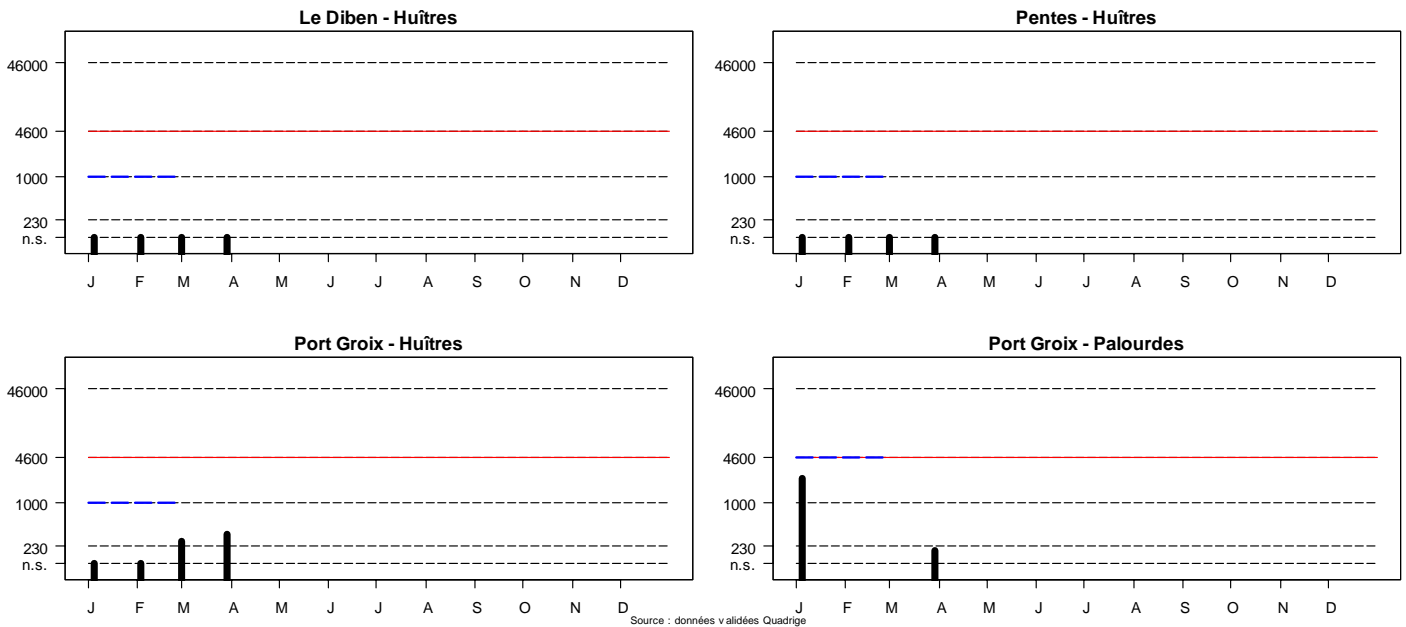 Le Diben - Huîtres
46000
4600
1000
230
n.s.
J F M A M J J A S O N D
Pentes - Huîtres
46000
4600
1000
230
n.s.
J F M A M J J A S O N D
Port Groix - Huîtres
46000
4600
1000
230
n.s.
J F M A M J J A S O N D
Port Groix - Palourdes
46000
4600
1000
230
n.s.
J F M A M J J A S O N D
Source : données validées Quadrige